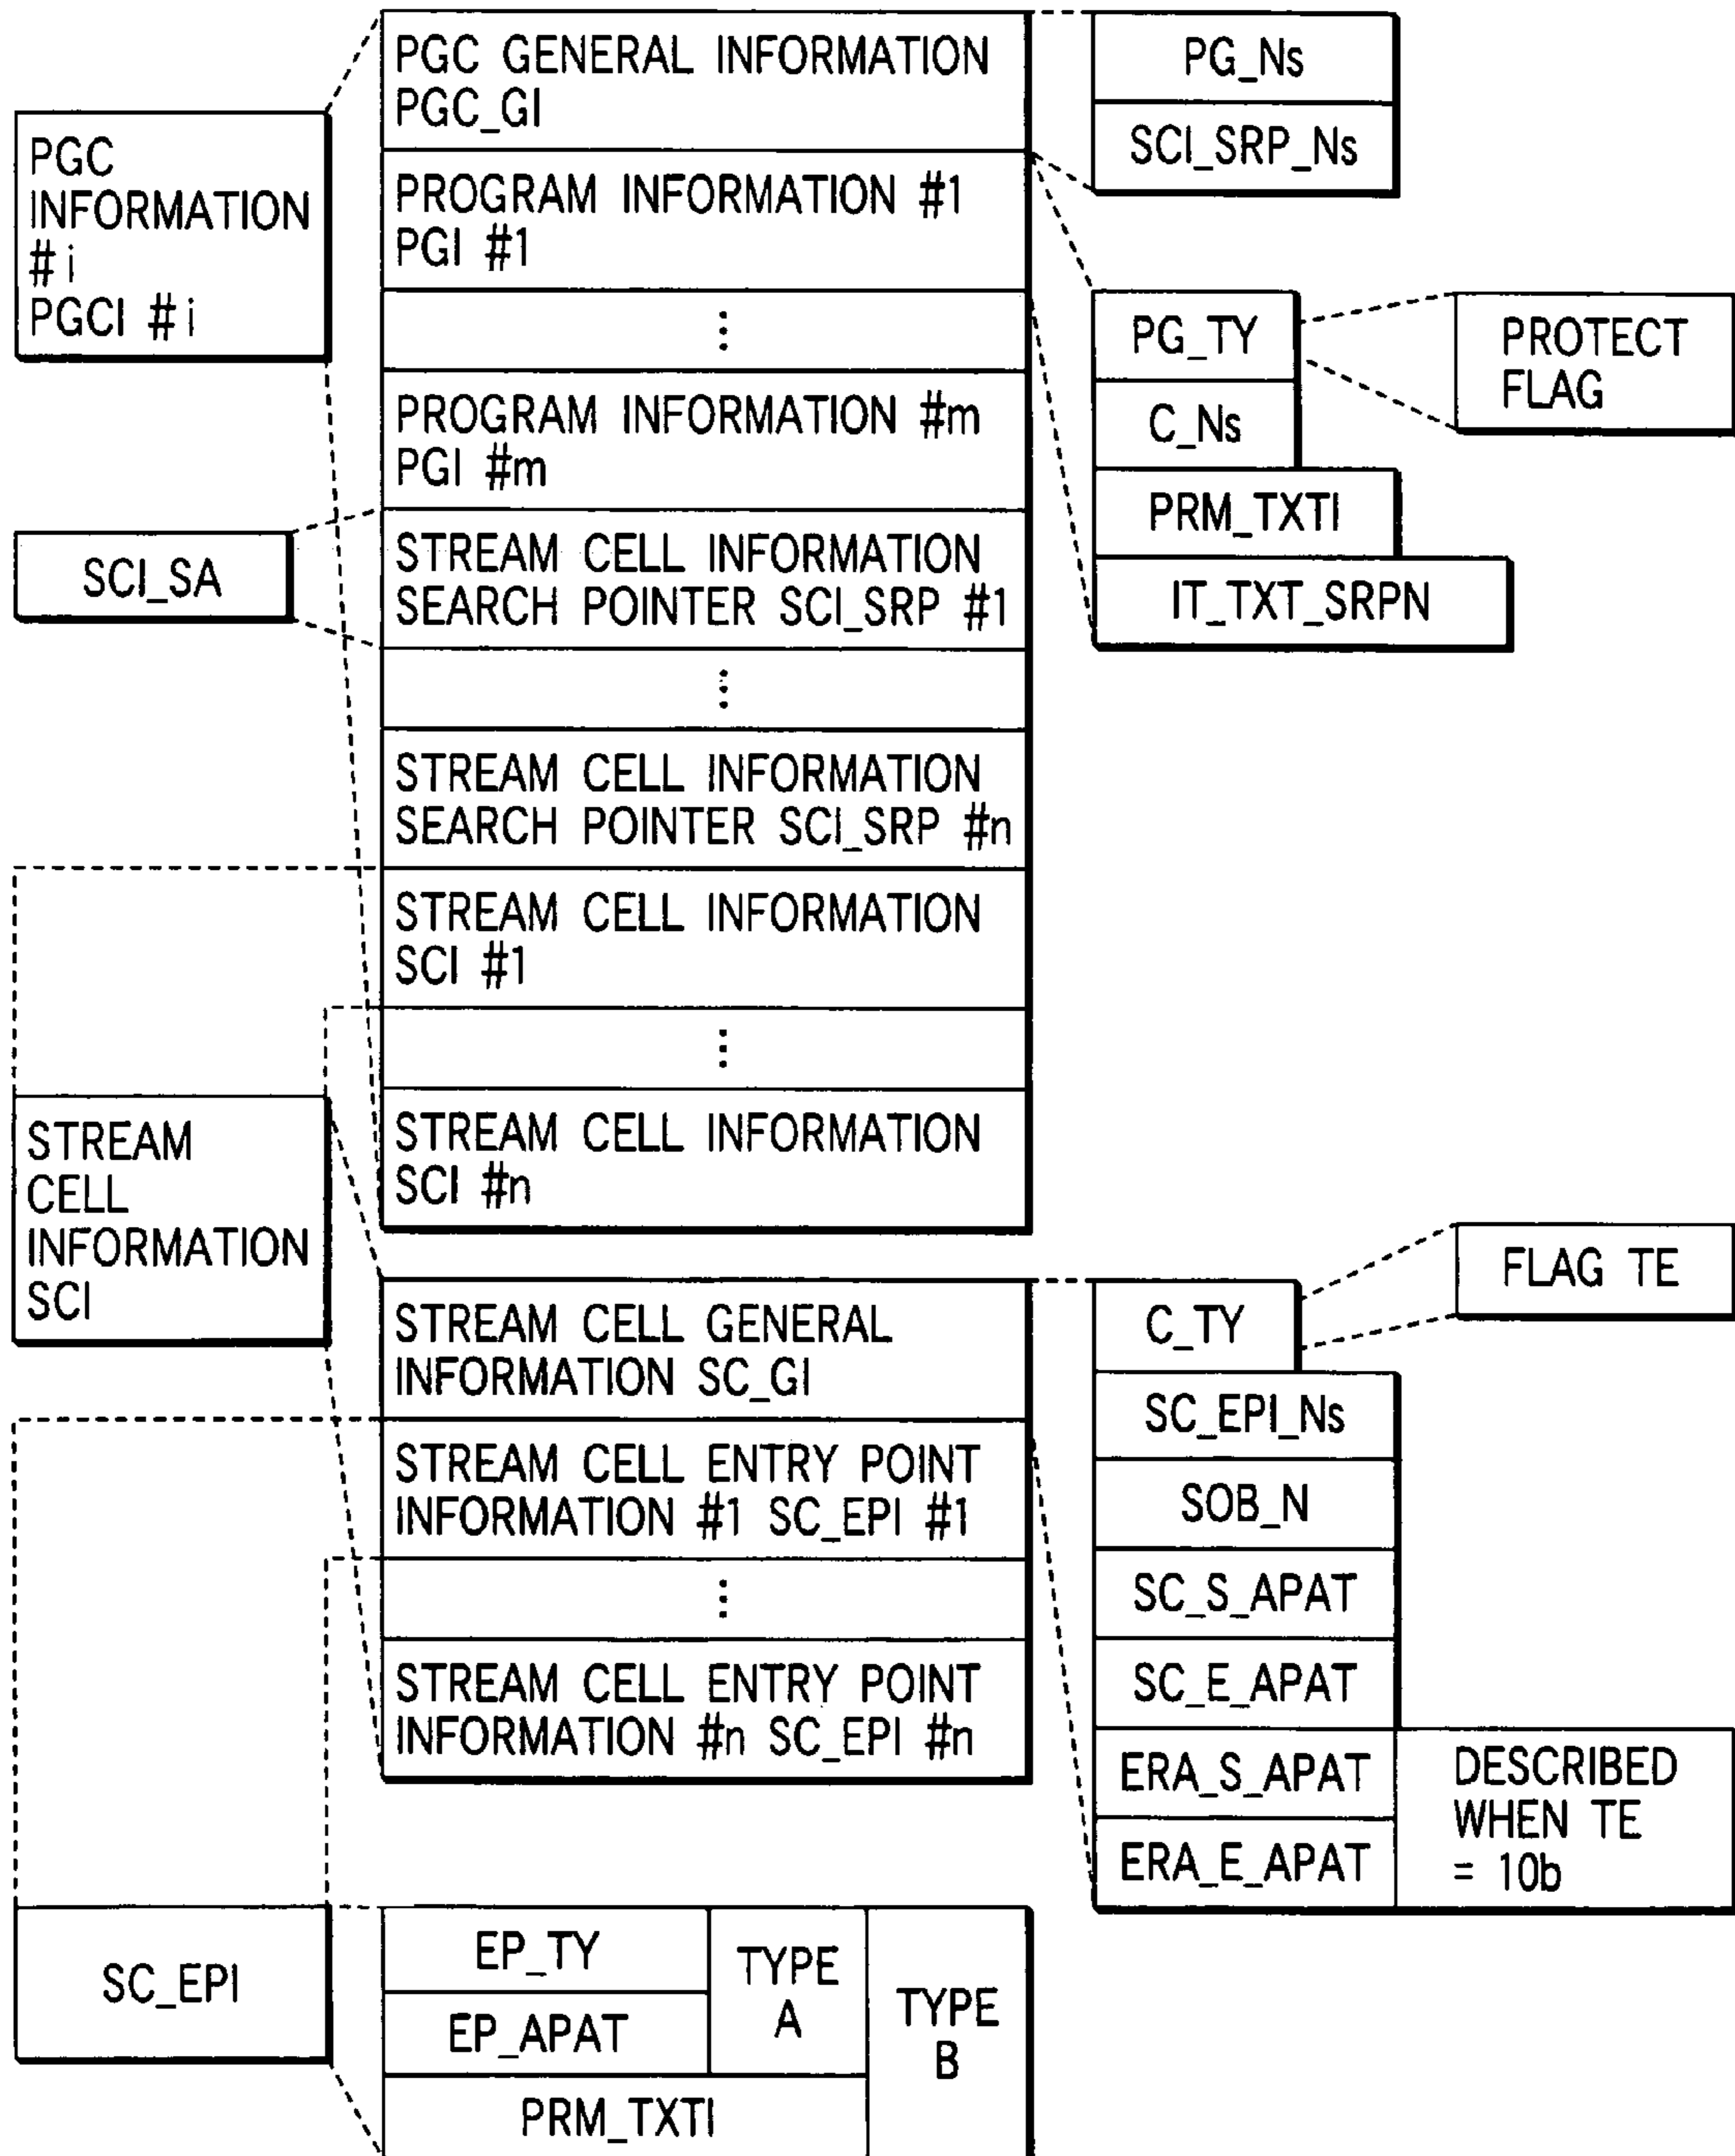 PGC
INFORMATION
#i
PGCI #i
PGC GENERAL INFORMATION
PGC_GI
PROGRAM INFORMATION #1
PGI #1
⋮
PROGRAM INFORMATION #m
PGI #m
STREAM CELL INFORMATION
SEARCH POINTER SCI_SRP #1
⋮
STREAM CELL INFORMATION
SEARCH POINTER SCI_SRP #n
STREAM CELL INFORMATION
SCI #1
⋮
STREAM CELL INFORMATION
SCI #n
PG_Ns
SCI_SRP_Ns
PG_TY
C_Ns
PRM_TXTI
IT_TXT_SRPN
PROTECT
FLAG
SCI_SA
STREAM
CELL
INFORMATION
SCI
STREAM CELL GENERAL
INFORMATION SC_GI
STREAM CELL ENTRY POINT
INFORMATION #1 SC_EPI #1
⋮
STREAM CELL ENTRY POINT
INFORMATION #n SC_EPI #n
C_TY
SC_EPI_Ns
SOB_N
SC_S_APAT
SC_E_APAT
ERA_S_APAT
ERA_E_APAT
FLAG TE
DESCRIBED
WHEN TE
= 10b
SC_EPI
EP_TY
EP_APAT
PRM_TXTI
TYPE
A
TYPE
B